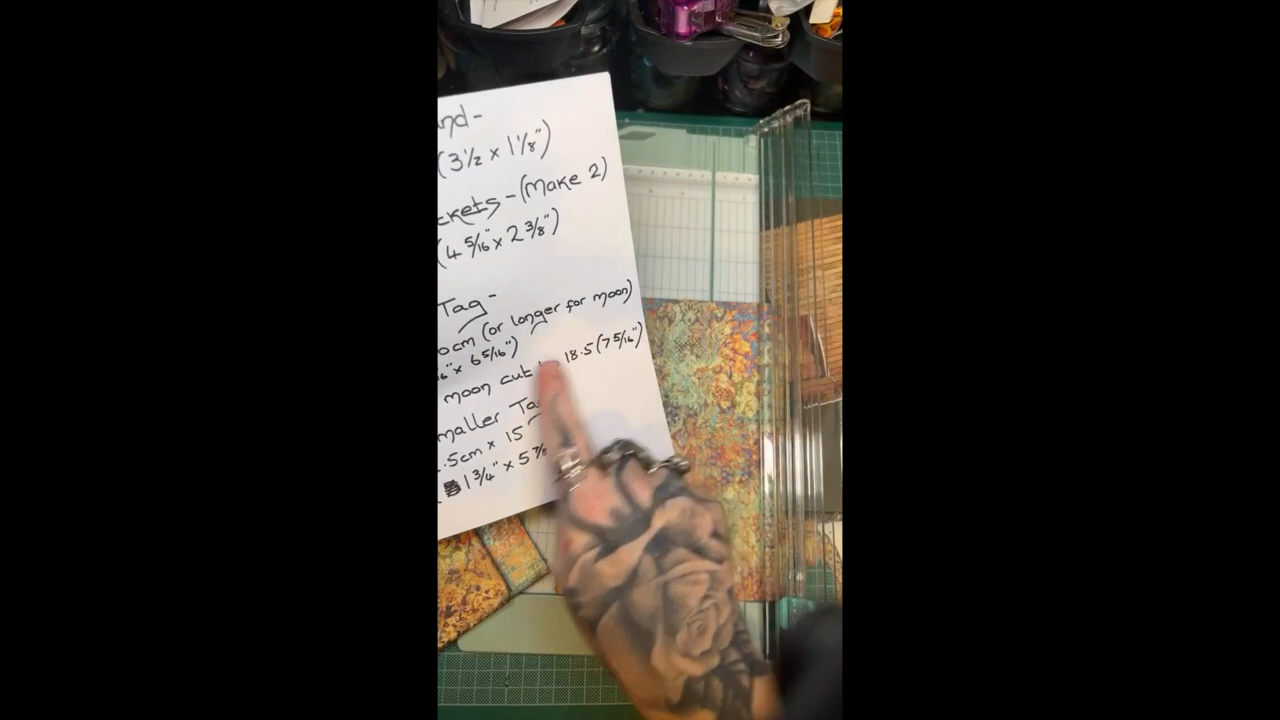 nd-
(3½ x 1⅛")
ckets - (Make 2)
(4 5/16" x 2 3/8")
Tag -
0cm (or longer for moon)
16" x 6 5/16")
moon cut 18.5 (7 5/16")
maller Ta
.5cm x 15
1 3/4" x 5 7/8